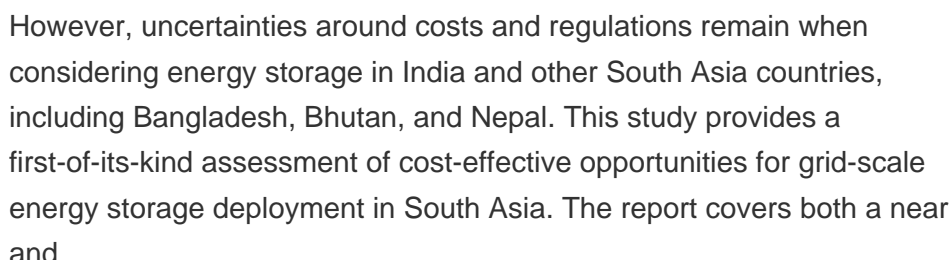 However, uncertainties around costs and regulations remain when
considering energy storage in India and other South Asia countries,
including Bangladesh, Bhutan, and Nepal. This study provides a
first-of-its-kind assessment of cost-effective opportunities for grid-scale
energy storage deployment in South Asia. The report covers both a near
and